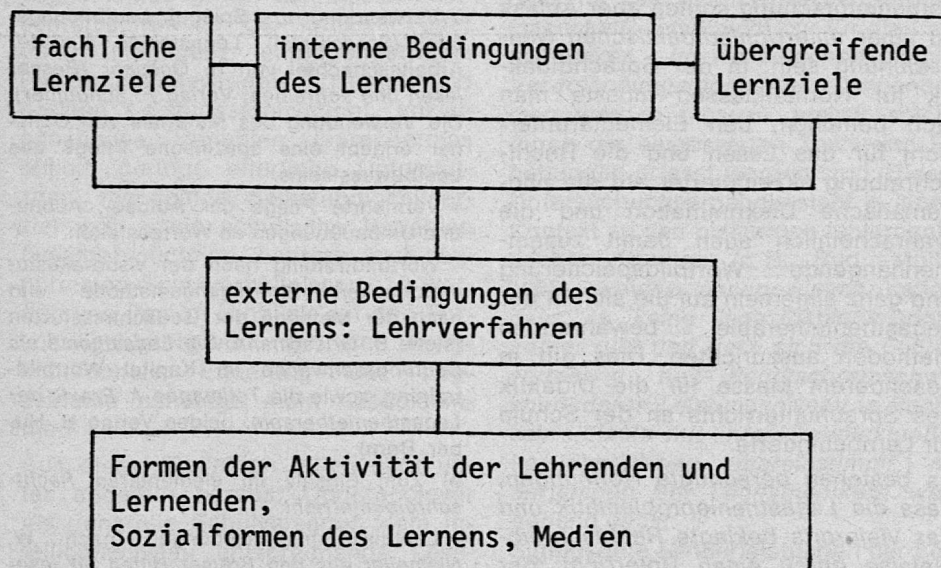 fachliche
Lernziele
interne Bedingungen
des Lernens
übergreifende
Lernziele
externe Bedingungen des
Lernens: Lehrverfahren
Formen der Aktivität der Lehrenden und
Lernenden,
Sozialformen des Lernens, Medien